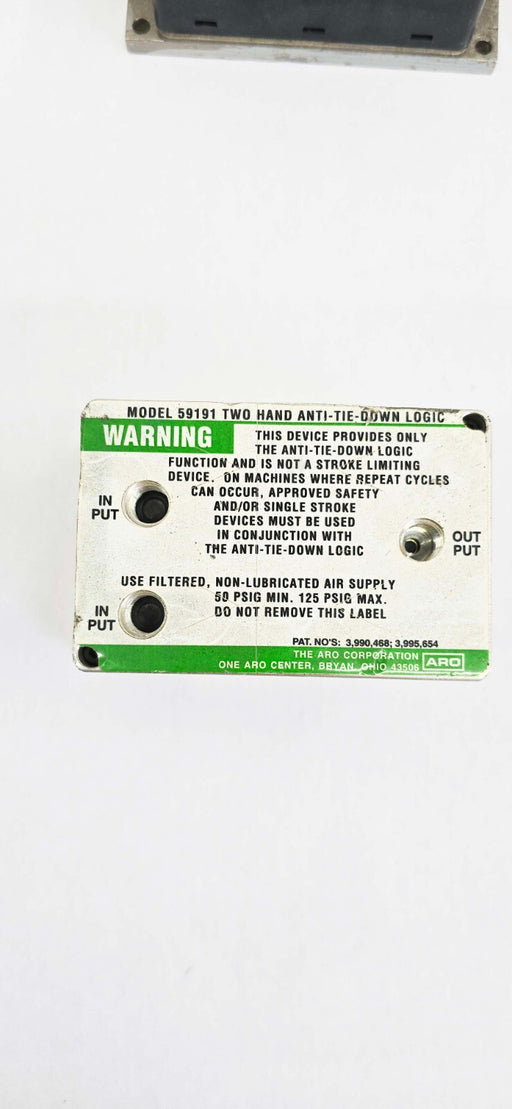 MODEL 59191 TWO HAND ANTI-TIE-DOWN LOGIC
WARNING
THIS DEVICE PROVIDES ONLY
THE ANTI-TIE-DOWN LOGIC
FUNCTION AND IS NOT A STROKE LIMITING
DEVICE. ON MACHINES WHERE REPEAT CYCLES
CAN OCCUR, APPROVED SAFETY
AND/OR SINGLE STROKE
DEVICES MUST BE USED
IN CONJUNCTION WITH
THE ANTI-TIE-DOWN LOGIC
IN
PUT
OUT
PUT
USE FILTERED, NON-LUBRICATED AIR SUPPLY
50 PSIG MIN. 125 PSIG MAX.
DO NOT REMOVE THIS LABEL
IN
PUT
PAT. NO'S: 3,990,468; 3,995,654
THE ARO CORPORATION
ONE ARO CENTER, BRYAN, OHIO 43506
ARO